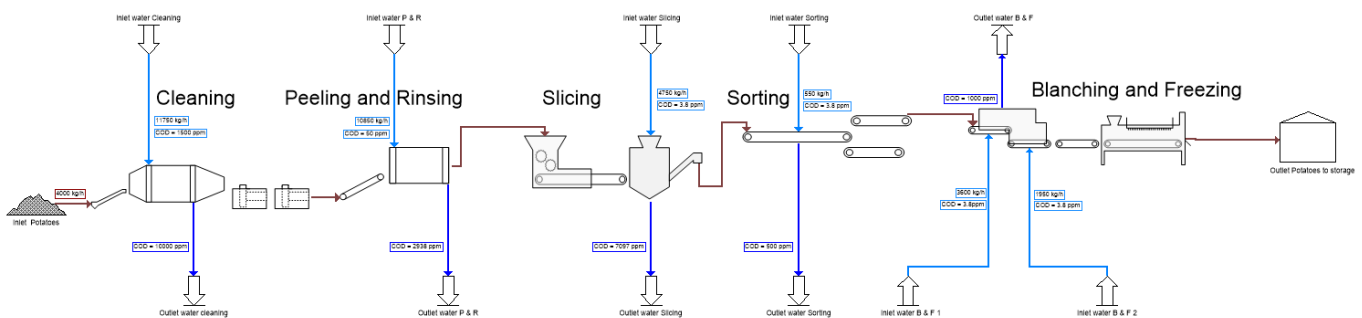 Inlet water Cleaning
Inlet water P & R
Inlet water Slicing
Inlet water Sorting
Outlet water B & F
Cleaning
Peeling and Rinsing
Slicing
Sorting
Blanching and Freezing
11750 kg/h
COD = 1500 ppm
10850 kg/h
COD = 50 ppm
4750 kg/h
COD = 3.8 ppm
550 kg/h
COD = 3.8 ppm
COD = 1000 ppm
4000 kg/h
Inlet Potatoes
Outlet Potatoes to storage
3600 kg/h
COD = 3.8ppm
1950 kg/h
COD = 3.8 ppm
COD = 10000 ppm
COD = 2938 ppm
COD = 7097 ppm
COD = 500 ppm
Outlet water cleaning
Outlet water P & R
Outlet water Slicing
Outlet water Sorting
Inlet water B & F 1
Inlet water B & F 2